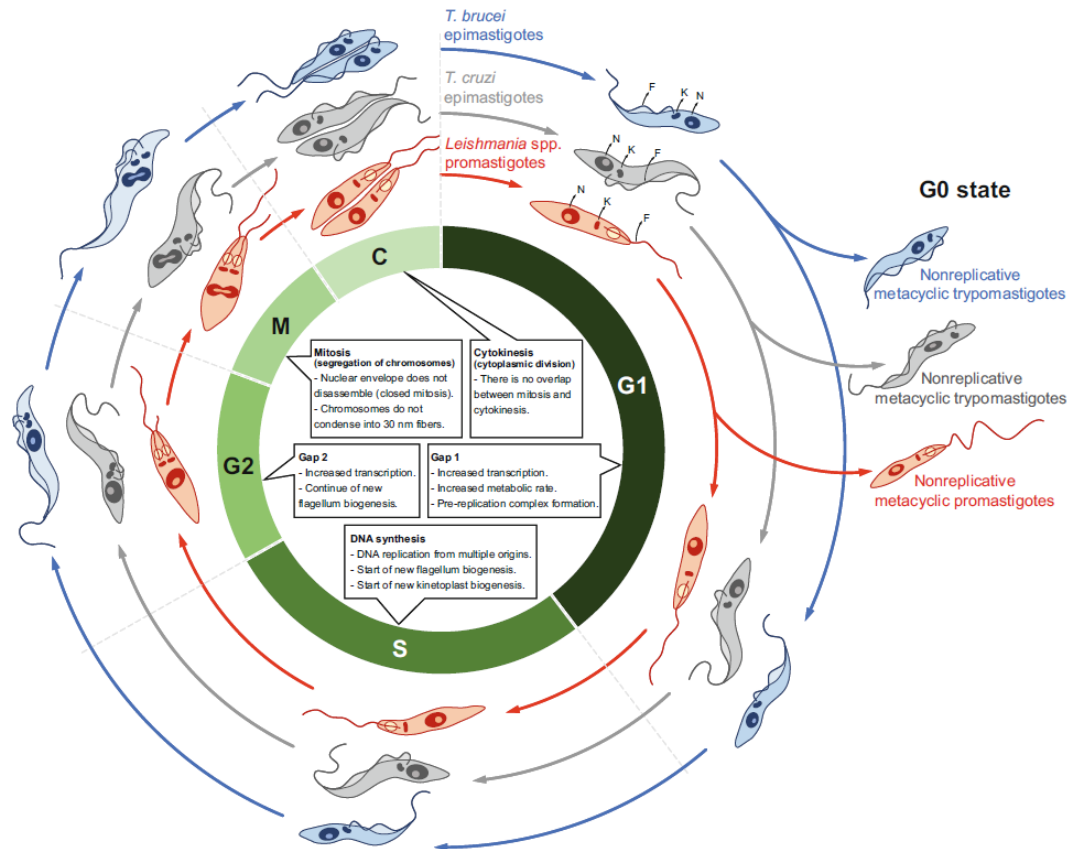 T. brucei
epimastigotes
T. cruzi
epimastigotes
Leishmania spp.
promastigotes
F
K
N
N
K
F
N
K
F
G0 state
Nonreplicative
metacyclic trypomastigotes
Nonreplicative
metacyclic trypomastigotes
Nonreplicative
metacyclic promastigotes
C
M
G1
G2
S
Mitosis
(segregation of chromosomes)
- Nuclear envelope does not
disassemble (closed mitosis).
- Chromosomes do not
condense into 30 nm fibers.
Cytokinesis
(cytoplasmic division)
- There is no overlap
between mitosis and
cytokinesis.
Gap 2
- Increased transcription.
- Continue of new
flagellum biogenesis.
Gap 1
- Increased transcription.
- Increased metabolic rate.
- Pre-replication complex formation.
DNA synthesis
- DNA replication from multiple origins.
- Start of new flagellum biogenesis.
- Start of new kinetoplast biogenesis.